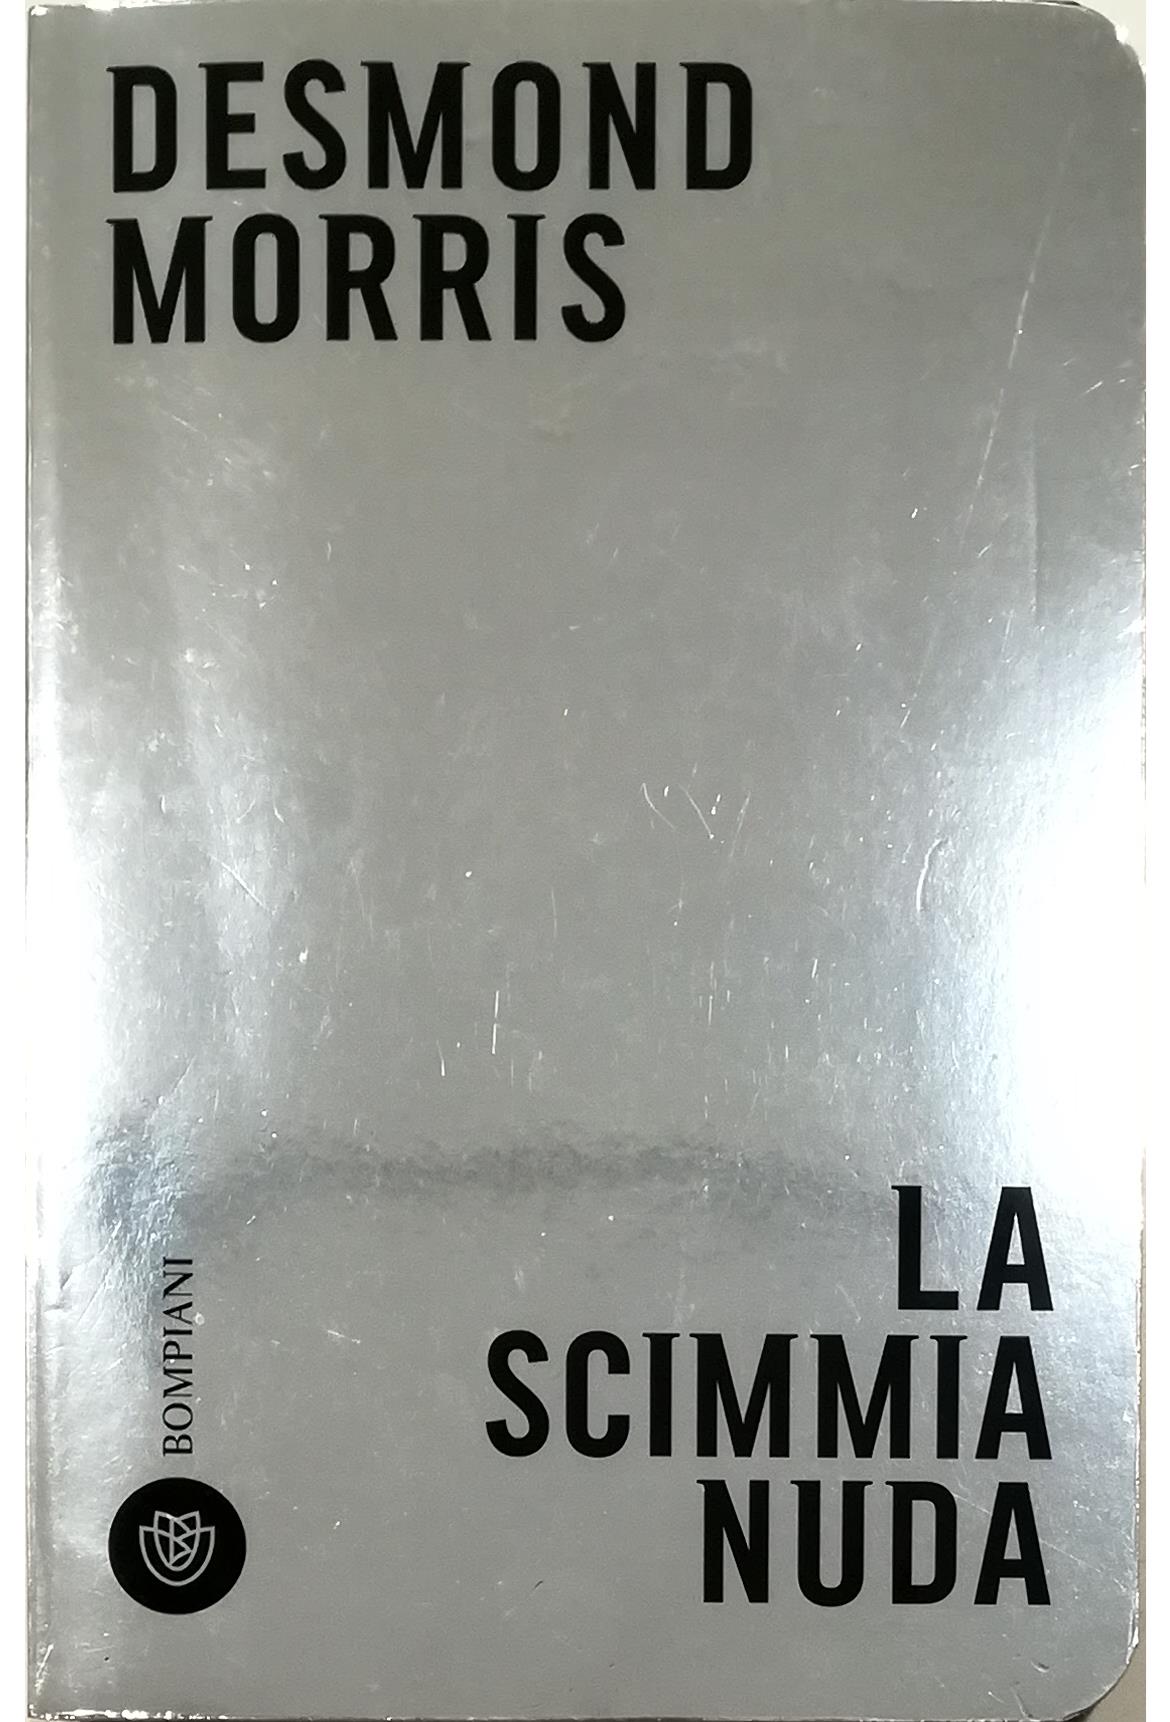 DESMOND
MORRIS
LA
SCIMMIA
NUDA
BOMPIANI